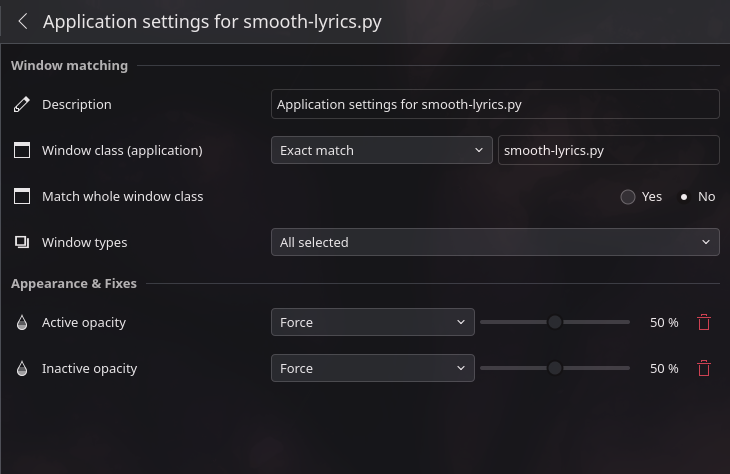 Application settings for smooth-lyrics.py
Window matching
Description
Application settings for smooth-lyrics.py
Window class (application)
Exact match
smooth-lyrics.py
Match whole window class
Yes
No
Window types
All selected
Appearance & Fixes
Active opacity
Force
50 %
Inactive opacity
Force
50 %